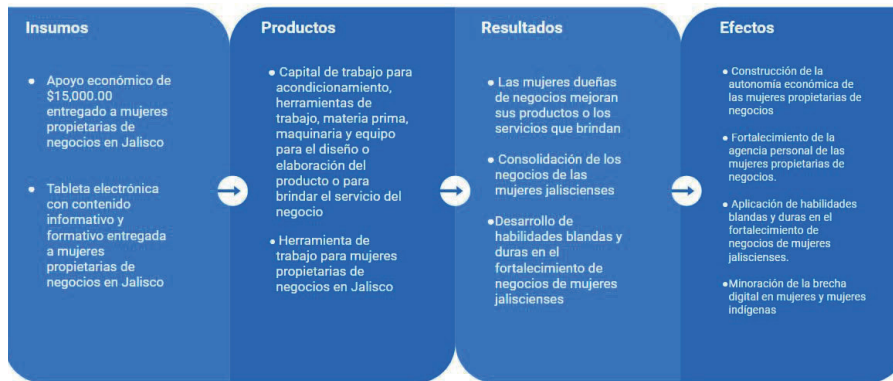 Insumos
● Apoyo económico de
$15,000.00
entregado a mujeres
propietarias de
negocios en Jalisco
● Tableta electrónica
con contenido
informativo y
formativo entregada
a mujeres
propietarias de
negocios en Jalisco
Productos
● Capital de trabajo para
acondicionamiento,
herramientas de
trabajo, materia prima,
maquinaria y equipo
para el diseño o
elaboración del
producto o para
brindar el servicio del
negocio
● Herramienta de
trabajo para mujeres
propietarias de
negocios en Jalisco
Resultados
● Las mujeres dueñas
de negocios mejoran
sus productos o los
servicios que brindan
● Consolidación de los
negocios de las
mujeres jaliscienses
●Desarrollo de
habilidades blandas y
duras en el
fortalecimiento de
negocios de mujeres
jaliscienses
Efectos
● Construcción de la
autonomía económica de
las mujeres propietarias de
negocios
● Fortalecimiento de la
agencia personal de las
mujeres propietarias de
negocios.
● Aplicación de habilidades
blandas y duras en el
fortalecimiento de
negocios de mujeres
jaliscienses.
●Minoración de la brecha
digital en mujeres y mujeres
indígenas